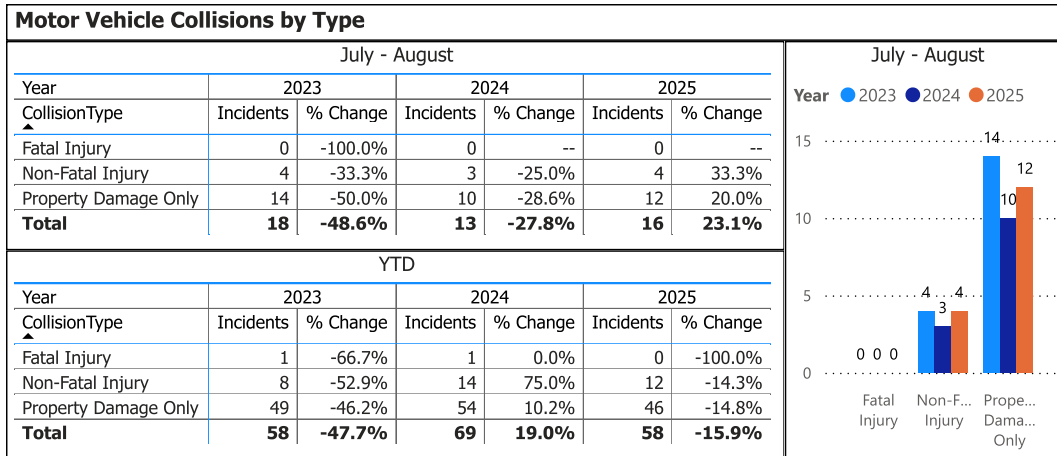 Motor Vehicle Collisions by Type
July - August
Year 2023 2024 2025
CollisionType Incidents % Change Incidents % Change Incidents % Change
Fatal Injury 0 -100.0% 0 -- 0 --
Non-Fatal Injury 4 -33.3% 3 -25.0% 4 33.3%
Property Damage Only 14 -50.0% 10 -28.6% 12 20.0%
Total 18 -48.6% 13 -27.8% 16 23.1%
YTD
Year 2023 2024 2025
CollisionType Incidents % Change Incidents % Change Incidents % Change
Fatal Injury 1 -66.7% 1 0.0% 0 -100.0%
Non-Fatal Injury 8 -52.9% 14 75.0% 12 -14.3%
Property Damage Only 49 -46.2% 54 10.2% 46 -14.8%
Total 58 -47.7% 69 19.0% 58 -15.9%
July - August
Year 2023 2024 2025
15
14
12
10
10
5
4 3 4
0
0 0 0
Fatal Non-F... Prope...
Injury Injury Dama...
Only